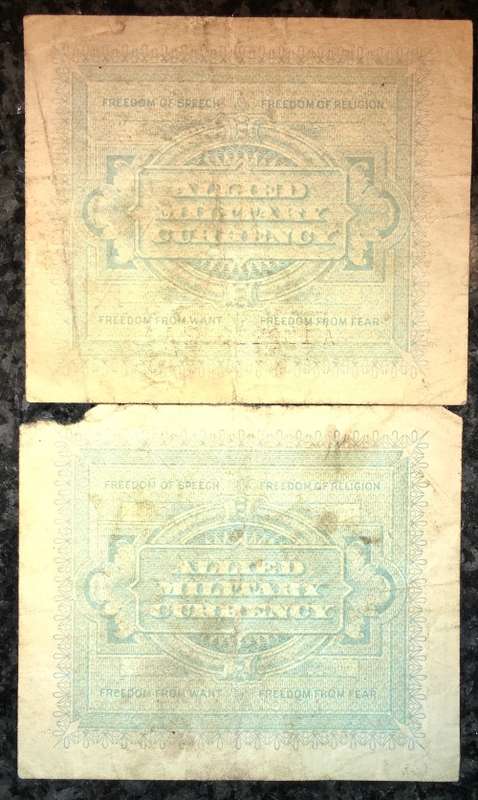 FREEDOM OF SPEECH FREEDOM OF RELIGION
ALLIED
MILITARY
CURRENCY
FREEDOM FROM WANT FREEDOM FROM FEAR
FREEDOM OF SPEECH FREEDOM OF RELIGION
ALLIED
MILITARY
CURRENCY
FREEDOM FROM WANT FREEDOM FROM FEAR